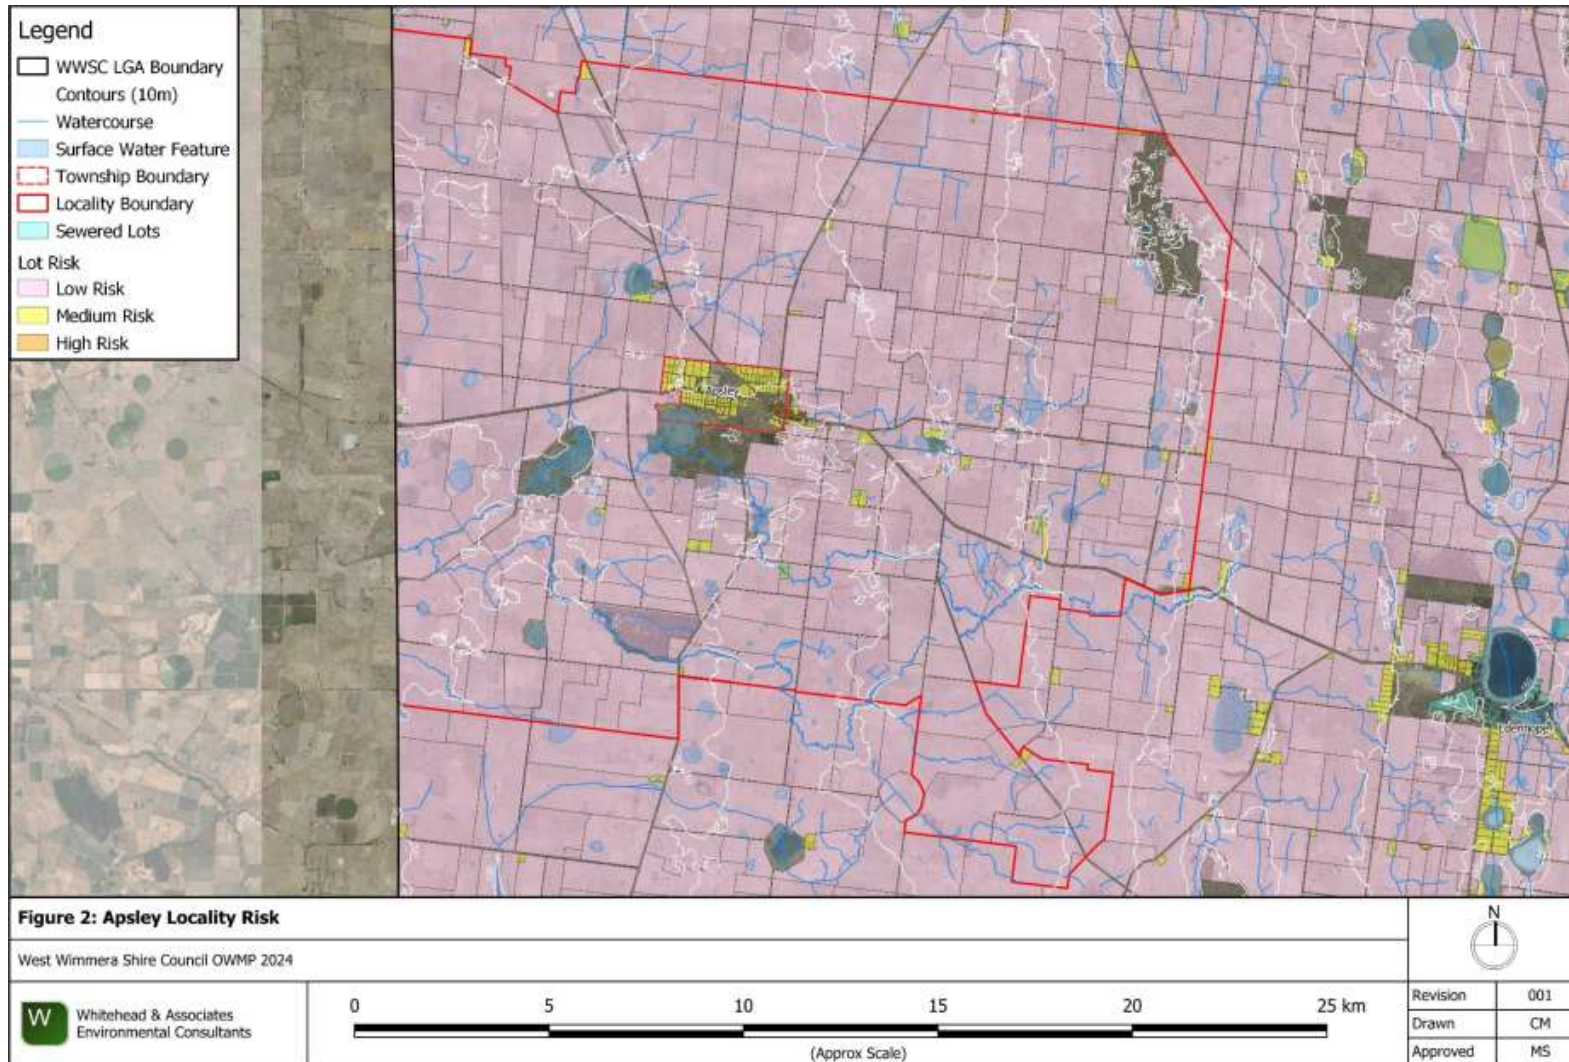 Legend
WWSC LGA Boundary
Contours (10m)
Watercourse
Surface Water Feature
Township Boundary
Locality Boundary
Sewered Lots
Lot Risk
Low Risk
Medium Risk
High Risk
Apsley
Figure 2: Apsley Locality Risk
West Wimmera Shire Council OWMP 2024
N
W
Whitehead & Associates
Environmental Consultants
0 5 10 15 20 25 km
(Approx Scale)
Revision 001
Drawn CM
Approved MS